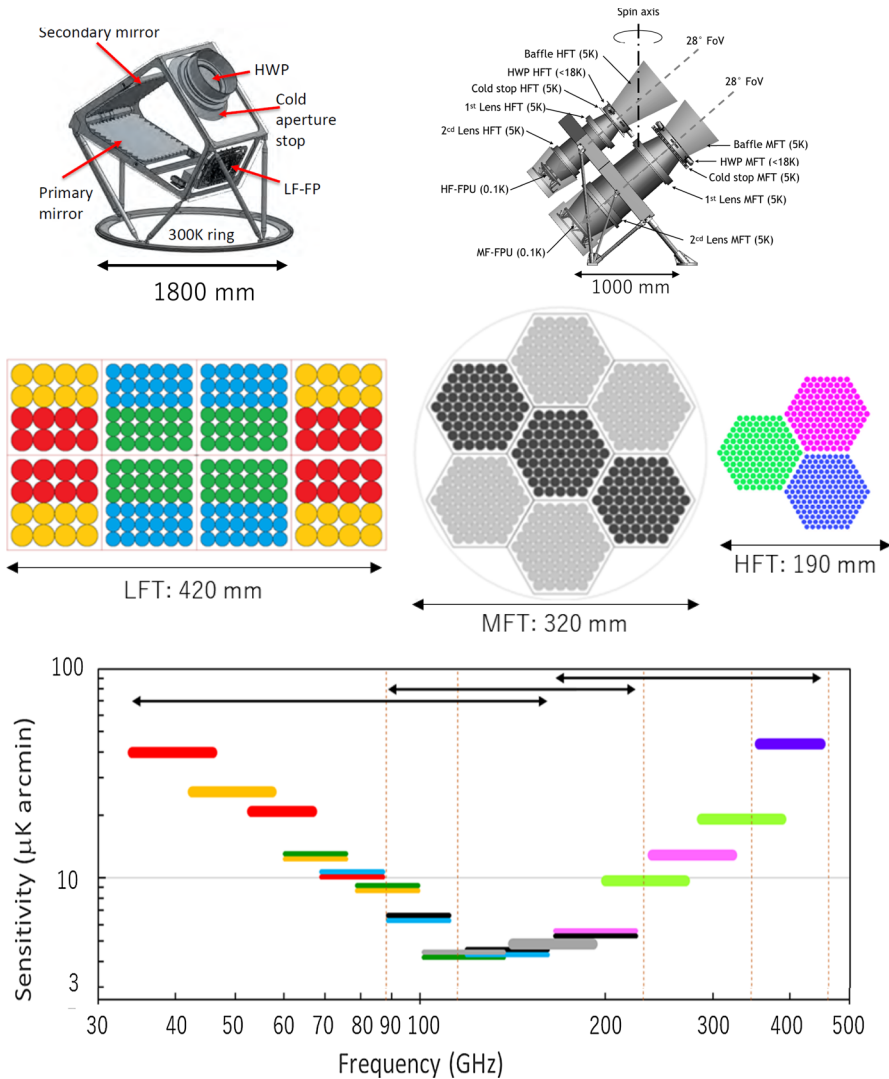 Secondary mirror
HWP
Cold
aperture
stop
LF-FP
Primary
mirror
300K ring
1800 mm
Spin axis
28° FoV
28° FoV
Baffle HFT (5K)
HWP HFT (<18K)
Cold stop HFT (5K)
1st Lens HFT (5K)
2cd Lens HFT (5K)
HF-FPU (0.1K)
MF-FPU (0.1K)
Baffle MFT (5K)
HWP MFT (<18K)
Cold stop MFT (5K)
1st Lens MFT (5K)
2cd Lens MFT (5K)
1000 mm
LFT: 420 mm
MFT: 320 mm
HFT: 190 mm
Sensitivity (μK arcmin)
100
10
3
30 40 50 60 70 80 90 100 200 300 400 500
Frequency (GHz)